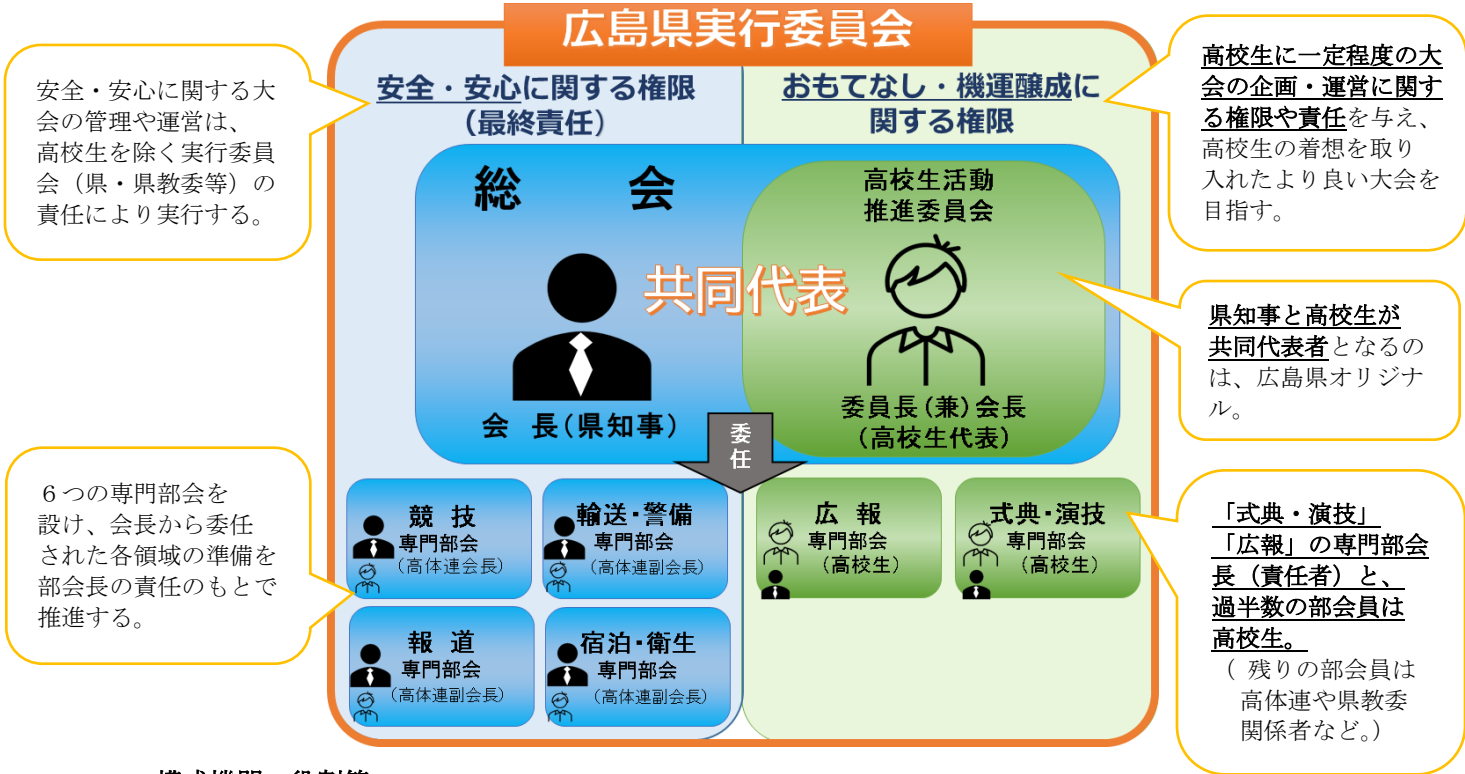 広島県実行委員会
安全・安心に関する大
会の管理や運営は、
高校生を除く実行委員
会（県・県教委等）の
責任により実行する。
安全・安心に関する権限
（最終責任）
おもてなし・機運醸成に
関する権限
高校生に一定程度の大
会の企画・運営に関す
る権限や責任を与え、
高校生の着想を取り
入れたより良い大会を
目指す。
総　会
高校生活動
推進委員会
共同代表
会 長(県知事)
委員長(兼)会長
(高校生代表)
県知事と高校生が
共同代表者となるの
は、広島県オリジナ
ル。
委
任
６つの専門部会を
設け、会長から委任
された各領域の準備を
部会長の責任のもとで
推進する。
競 技
専門部会
(高体連会長)
輸送・警備
専門部会
(高体連副会長)
広 報
専門部会
(高校生)
式典・演技
専門部会
(高校生)
報 道
専門部会
(高体連副会長)
宿泊・衛生
専門部会
(高体連副会長)
「式典・演技」
「広報」の専門部会
長（責任者）と、
過半数の部会員は
高校生。
（ 残りの部会員は
高体連や県教委
関係者など。）